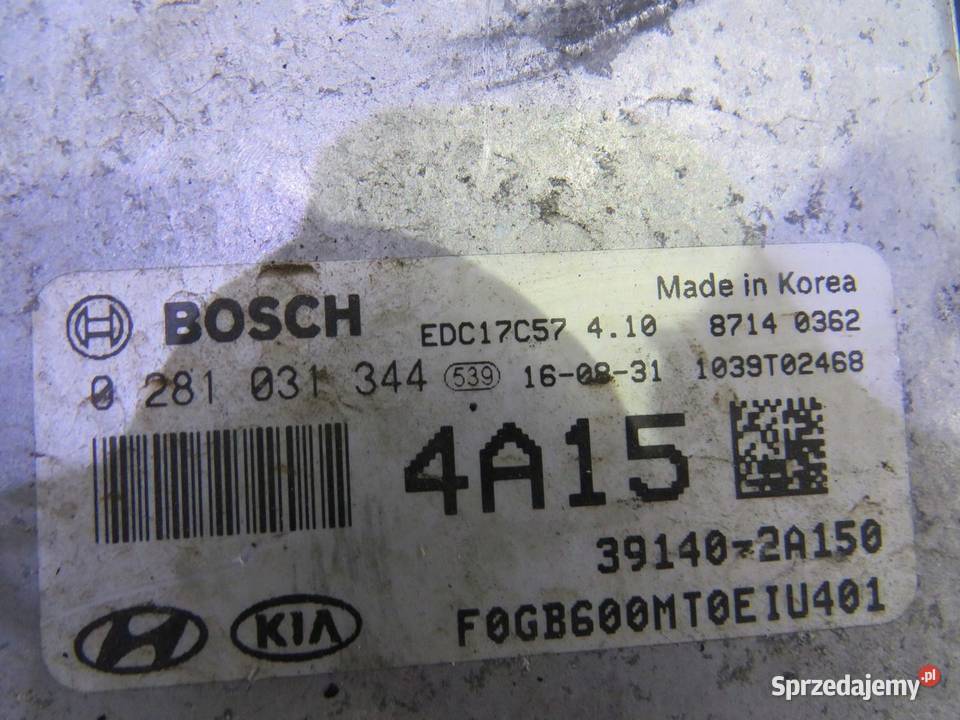 Made in Korea
BOSCH EDC17C57 4.10 8714 0362
0 281 031 344 539 16-08-31 1039T02468
4A15
39140-2A150
KIA F0GB600MT0EIU401
Sprzedajemy.pl